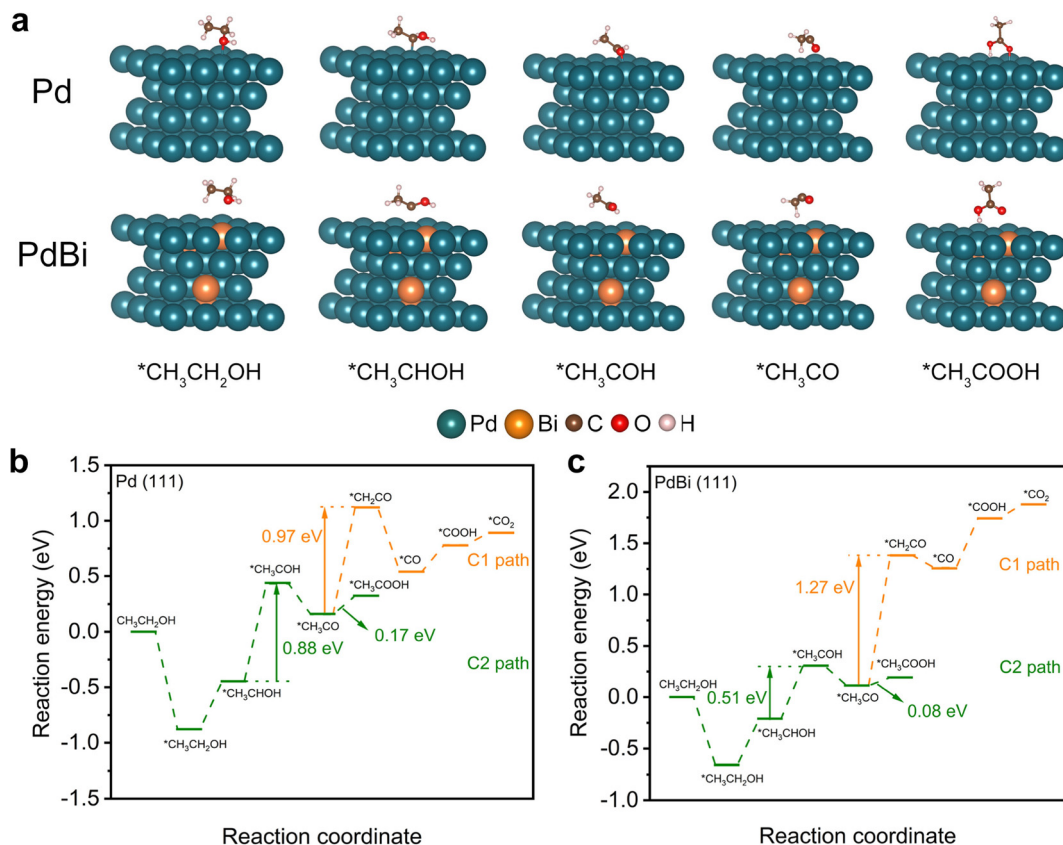 a
Pd
PdBi
*CH₃CH₂OH *CH₃CHOH *CH₃COH *CH₃CO *CH₃COOH
Pd Bi C O H
b
Pd (111)
Reaction energy (eV)
1.5
1.0
0.5
0.0
-0.5
-1.0
-1.5
CH₃CH₂OH
*CH₃CH₂OH
*CH₃CHOH
*CH₃COH
0.88 eV
*CH₃CO
0.97 eV
*CH₂CO
*CO
*COOH
*CO₂
C1 path
*CH₃COOH
0.17 eV
C2 path
Reaction coordinate
c
PdBi (111)
Reaction energy (eV)
2.0
1.5
1.0
0.5
0.0
-0.5
-1.0
CH₃CH₂OH
*CH₃CH₂OH
0.51 eV
*CH₃CHOH
*CH₃COH
*CH₃CO
1.27 eV
*CH₂CO
*CO
*COOH
*CO₂
C1 path
*CH₃COOH
0.08 eV
C2 path
Reaction coordinate